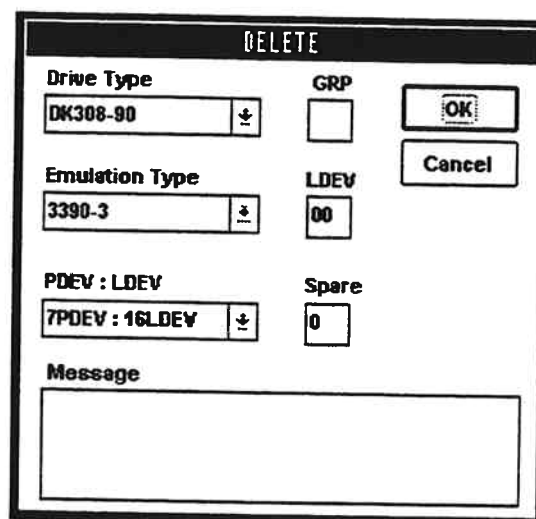 DELETE
Drive Type
GRP
DK308-90
OK
Cancel
Emulation Type
LDEV
3390-3
00
PDEV : LDEV
Spare
7PDEV : 16LDEV
0
Message